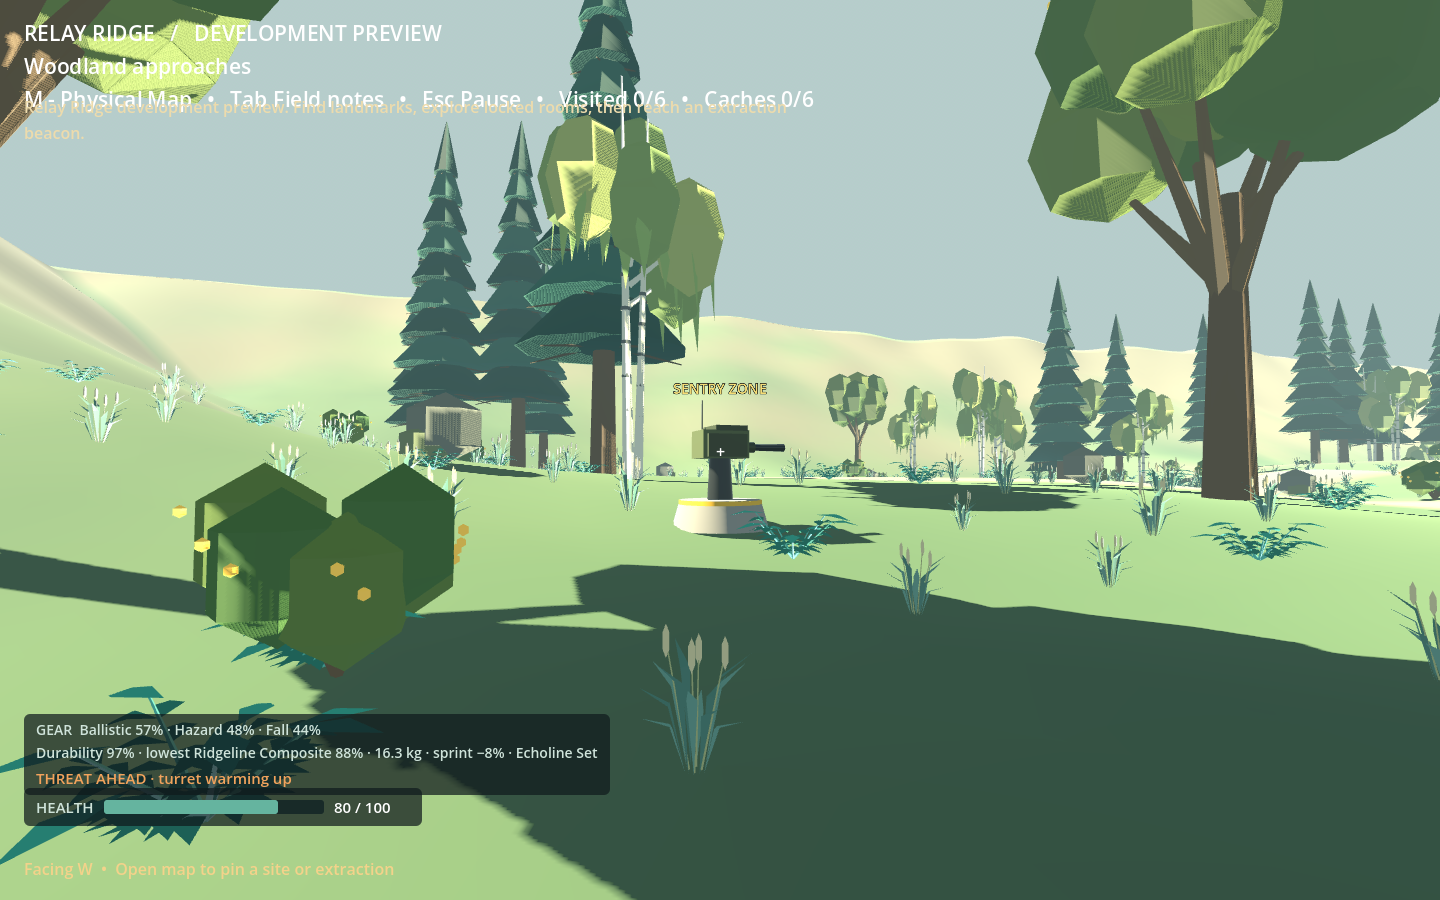 RELAY RIDGE / DEVELOPMENT PREVIEW
Woodland approaches
M - Physical Map • Tab Field notes • Esc Pause • Visited 0/6 • Caches 0/6
Relay Ridge development preview. Find landmarks, explore locked rooms, then reach an extraction
beacon.
SENTRY ZONE
GEAR Ballistic 57% · Hazard 48% · Fall 44%
Durability 97% · lowest Ridgeline Composite 88% · 16.3 kg · sprint −8% · Echoline Set
THREAT AHEAD · turret warming up
HEALTH 80 / 100
Facing W • Open map to pin a site or extraction